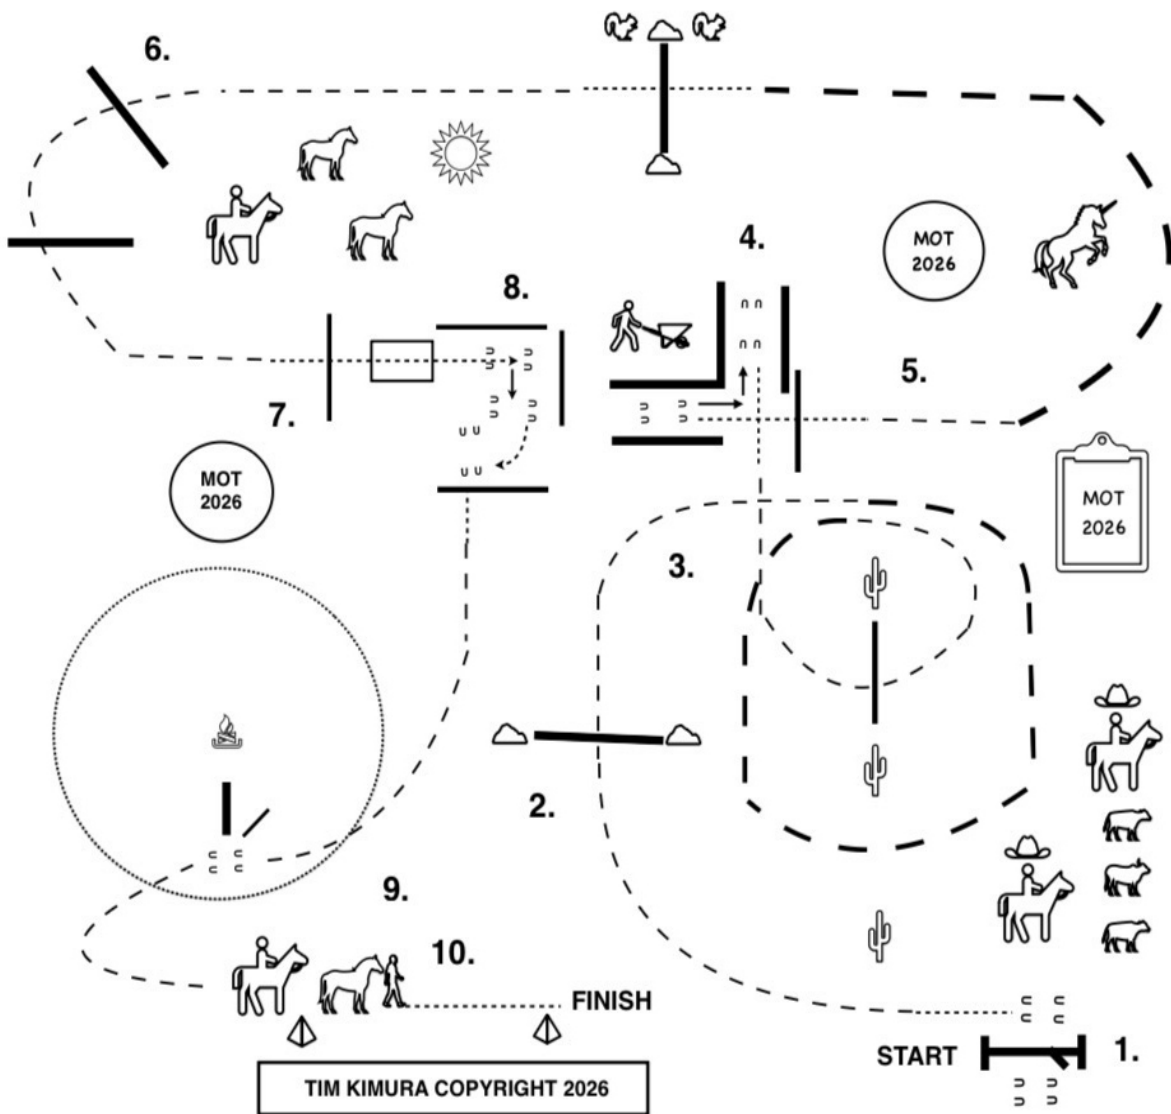 6.
4.
MOT
2026
8.
5.
7.
MOT
2026
MOT
2026
3.
2.
9.
10.
FINISH
START
1.
TIM KIMURA COPYRIGHT 2026